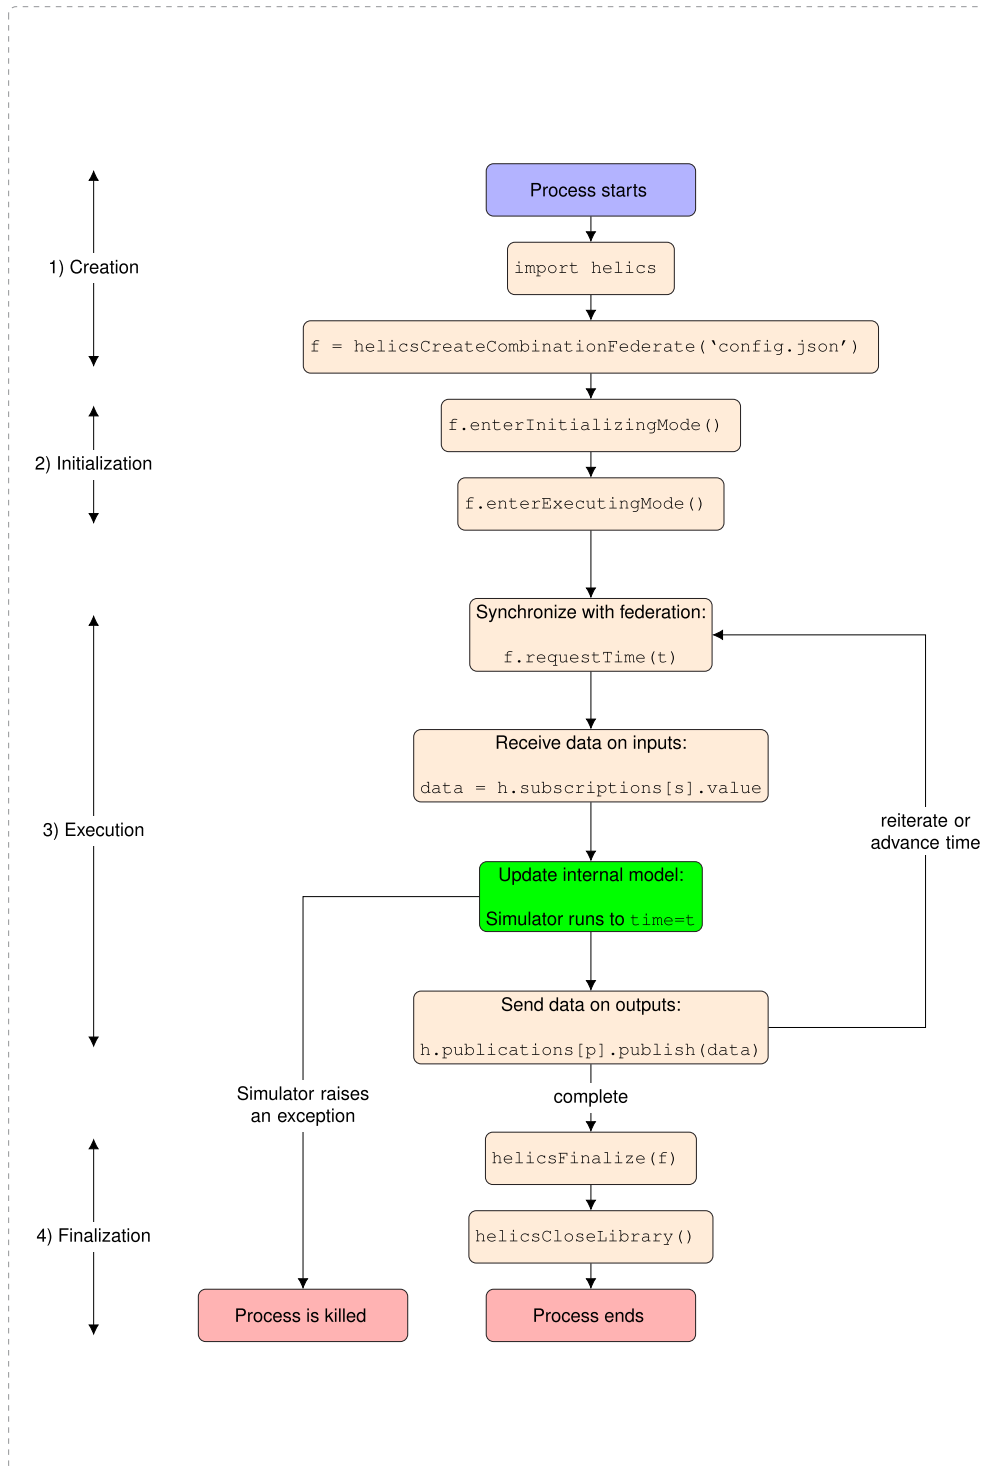 Process starts
import helics
1) Creation
f = helicsCreateCombinationFederate(‘config.json’)
f.enterInitializingMode()
2) Initialization
f.enterExecutingMode()
Synchronize with federation:
f.requestTime(t)
Receive data on inputs:
data = h.subscriptions[s].value
3) Execution
reiterate or
advance time
Update internal model:
Simulator runs to time=t
Send data on outputs:
h.publications[p].publish(data)
Simulator raises
an exception
complete
helicsFinalize(f)
4) Finalization
helicsCloseLibrary()
Process is killed
Process ends